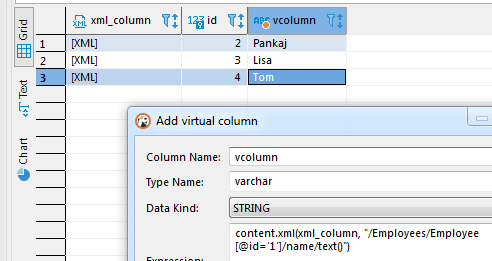 xml_column 123 id ABC vcolumn
1 [XML] 2 Pankaj
2 [XML] 3 Lisa
3 [XML] 4 Tom
Grid
Text
Chart
Add virtual column
Column Name: vcolumn
Type Name: varchar
Data Kind: STRING
content.xml(xml_column, "/Employees/Employee
[@id='1']/name/text()")
Expression: